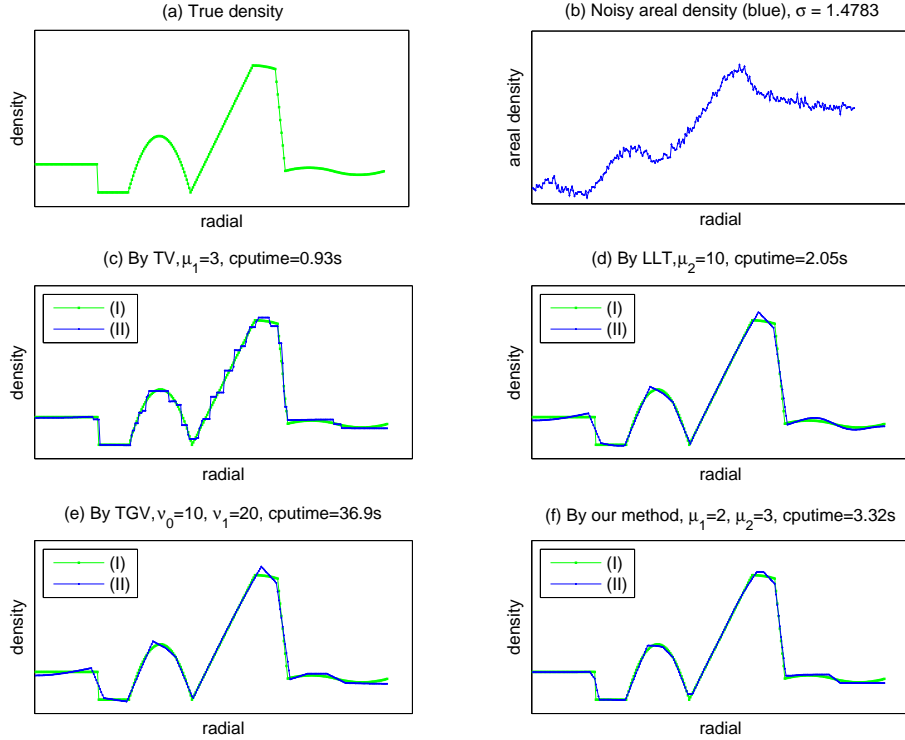 (a) True density
density
radial
(b) Noisy areal density (blue), σ = 1.4783
areal density
radial
(c) By TV,μ₁=3, cputime=0.93s
(I)
(II)
density
radial
(d) By LLT,μ₂=10, cputime=2.05s
(I)
(II)
density
radial
(e) By TGV,ν₀=10, ν₁=20, cputime=36.9s
(I)
(II)
density
radial
(f) By our method, μ₁=2, μ₂=3, cputime=3.32s
(I)
(II)
density
radial